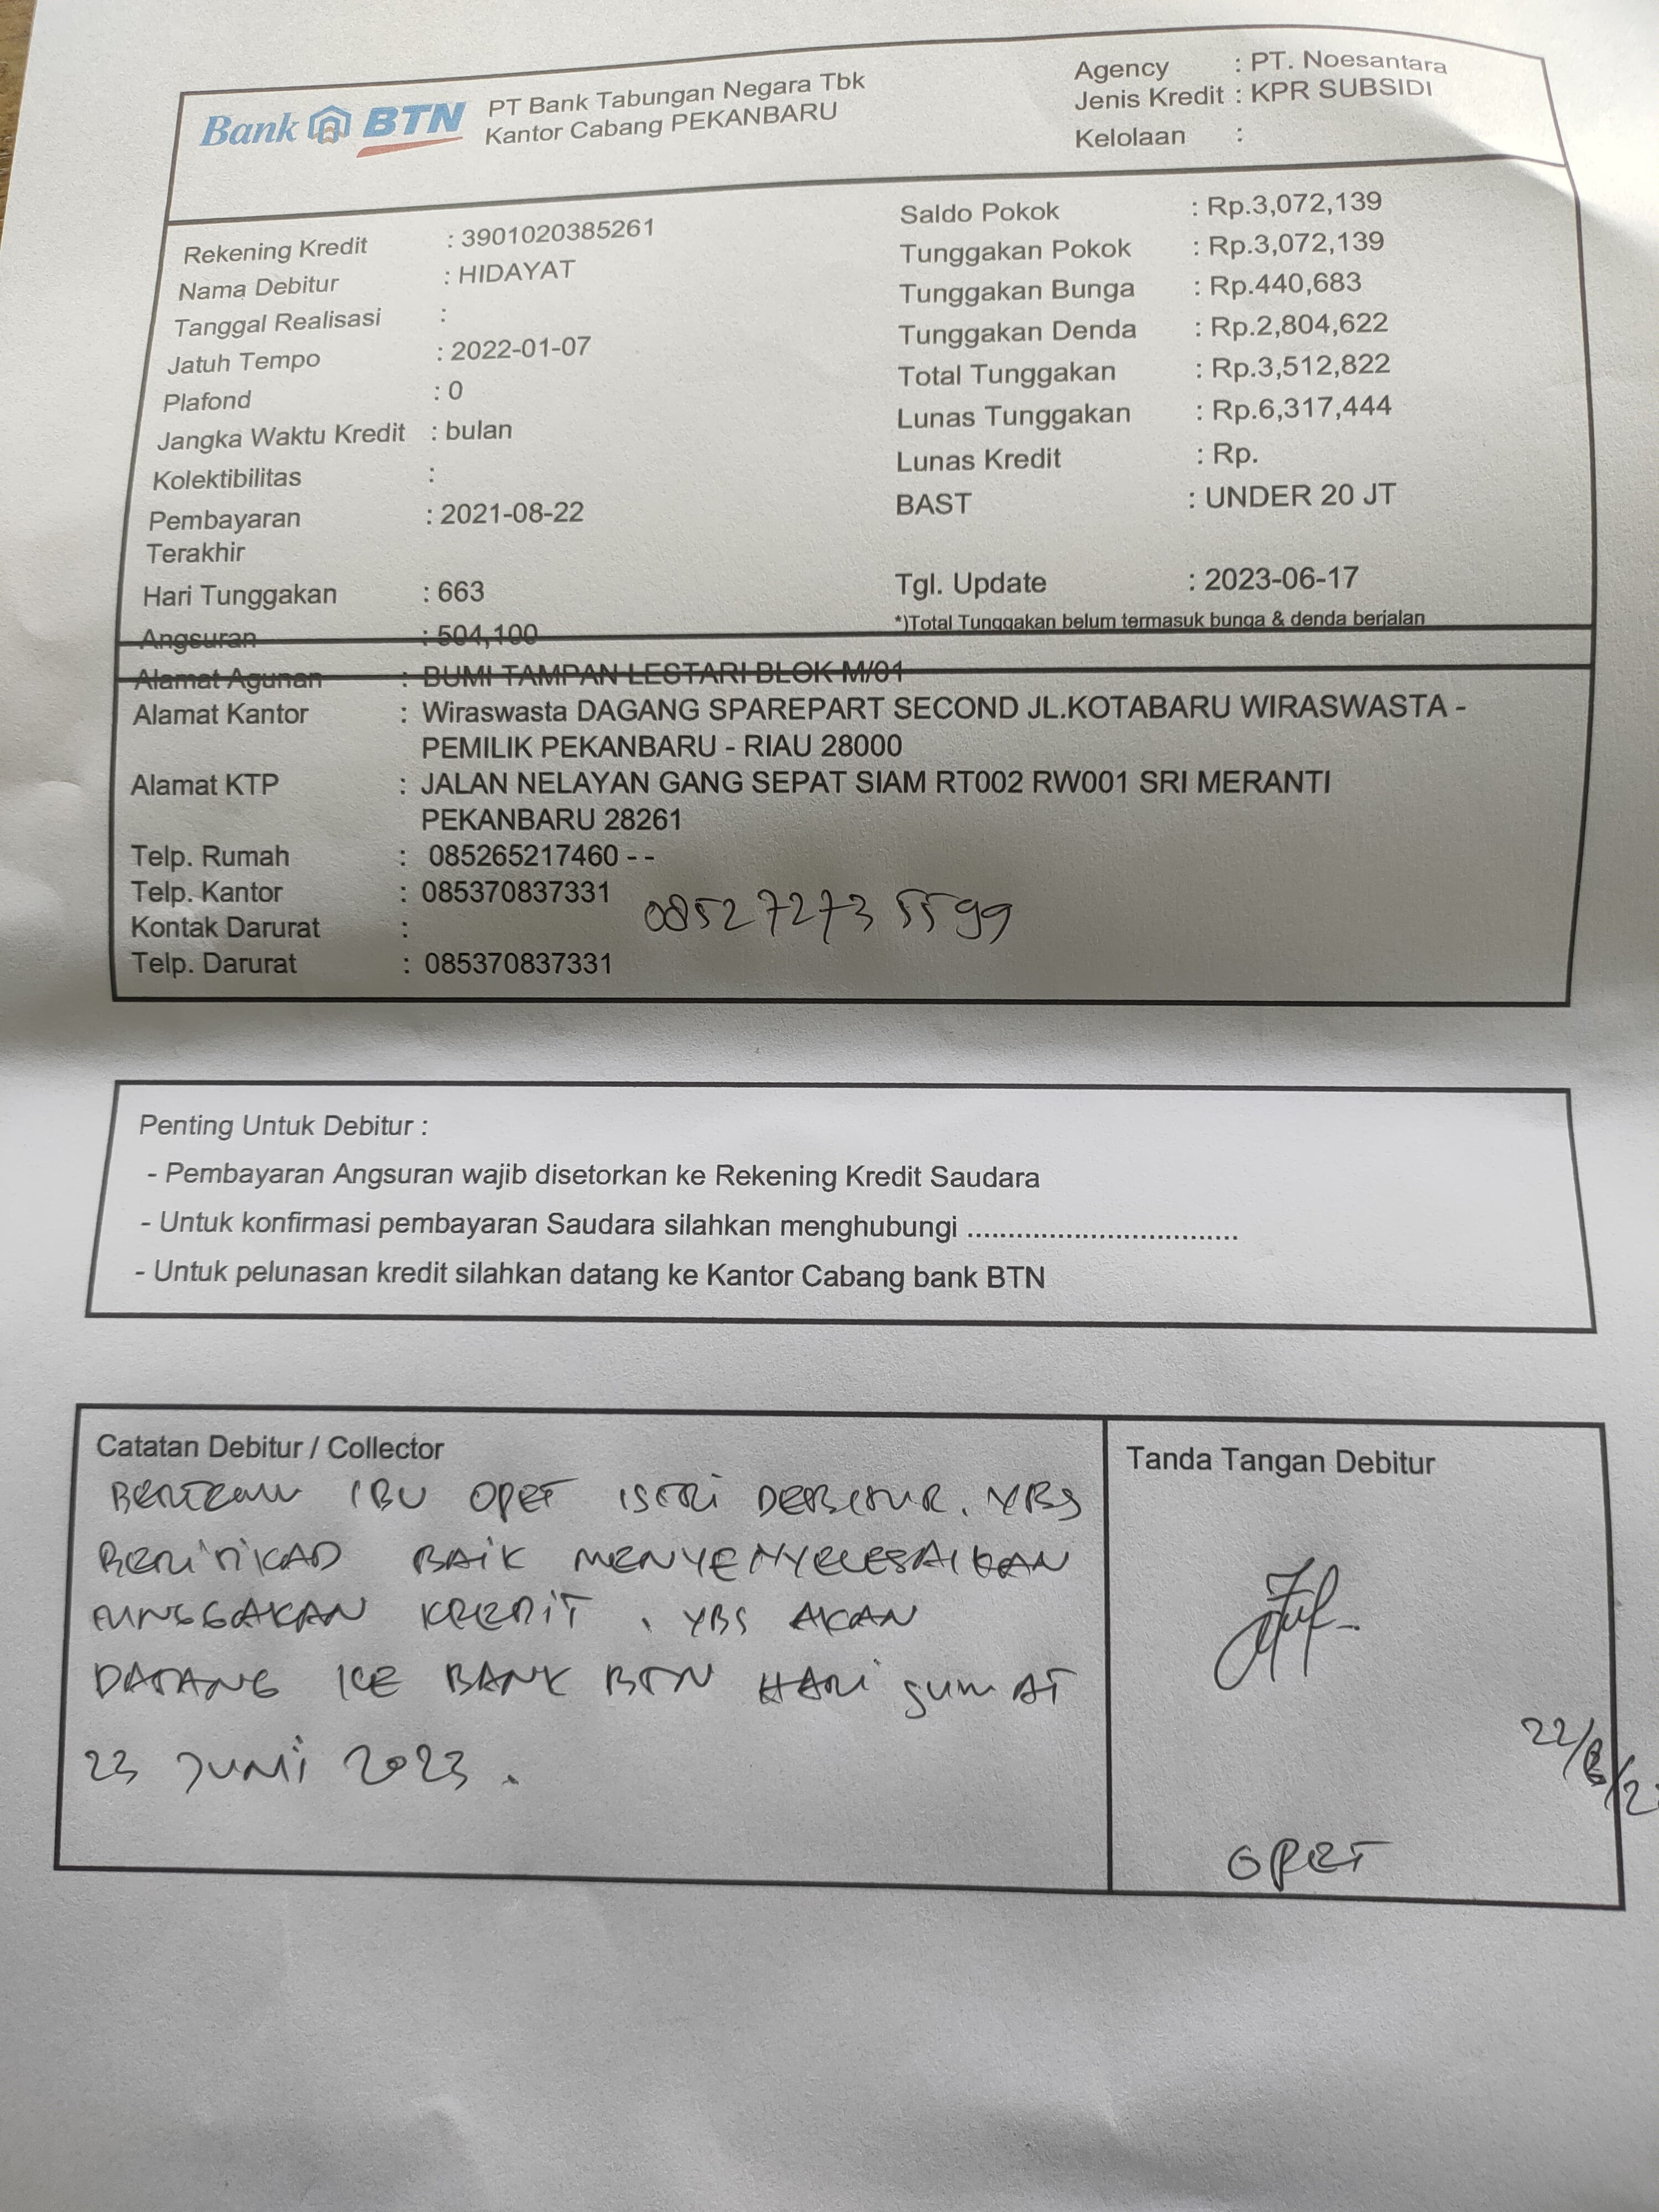 Bank BTN PT Bank Tabungan Negara Tbk
Kantor Cabang PEKANBARU
Agency : PT. Noesantara
Jenis Kredit : KPR SUBSIDI
Kelolaan :
Rekening Kredit : 3901020385261
Nama Debitur : HIDAYAT
Tanggal Realisasi :
Jatuh Tempo : 2022-01-07
Plafond : 0
Jangka Waktu Kredit : bulan
Kolektibilitas :
Pembayaran : 2021-08-22
Terakhir
Hari Tunggakan : 663
Angsuran : 504,100
Saldo Pokok : Rp.3,072,139
Tunggakan Pokok : Rp.3,072,139
Tunggakan Bunga : Rp.440,683
Tunggakan Denda : Rp.2,804,622
Total Tunggakan : Rp.3,512,822
Lunas Tunggakan : Rp.6,317,444
Lunas Kredit : Rp.
BAST : UNDER 20 JT
Tgl. Update : 2023-06-17
*)Total Tunggakan belum termasuk bunga & denda berjalan
Alamat Agunan : BUMI TAMPAN LESTARI BLOK M/01
Alamat Kantor : Wiraswasta DAGANG SPAREPART SECOND JL.KOTABARU WIRASWASTA -
PEMILIK PEKANBARU - RIAU 28000
Alamat KTP : JALAN NELAYAN GANG SEPAT SIAM RT002 RW001 SRI MERANTI
PEKANBARU 28261
Telp. Rumah : 085265217460 - -
Telp. Kantor : 085370837331
085272735599
Kontak Darurat :
Telp. Darurat : 085370837331
Penting Untuk Debitur :
- Pembayaran Angsuran wajib disetorkan ke Rekening Kredit Saudara
- Untuk konfirmasi pembayaran Saudara silahkan menghubungi .................................
- Untuk pelunasan kredit silahkan datang ke Kantor Cabang bank BTN
Catatan Debitur / Collector
IBU OPET ISTRI DEBITUR. YBS
BERITIKAD BAIK MENYENYELESAIKAN
TUNGGAKAN KREDIT. YBS AKAN
DATANG KE BANK BTN HARI JUMAT
23 JUNI 2023.
Tanda Tangan Debitur
22/6/2
OPET